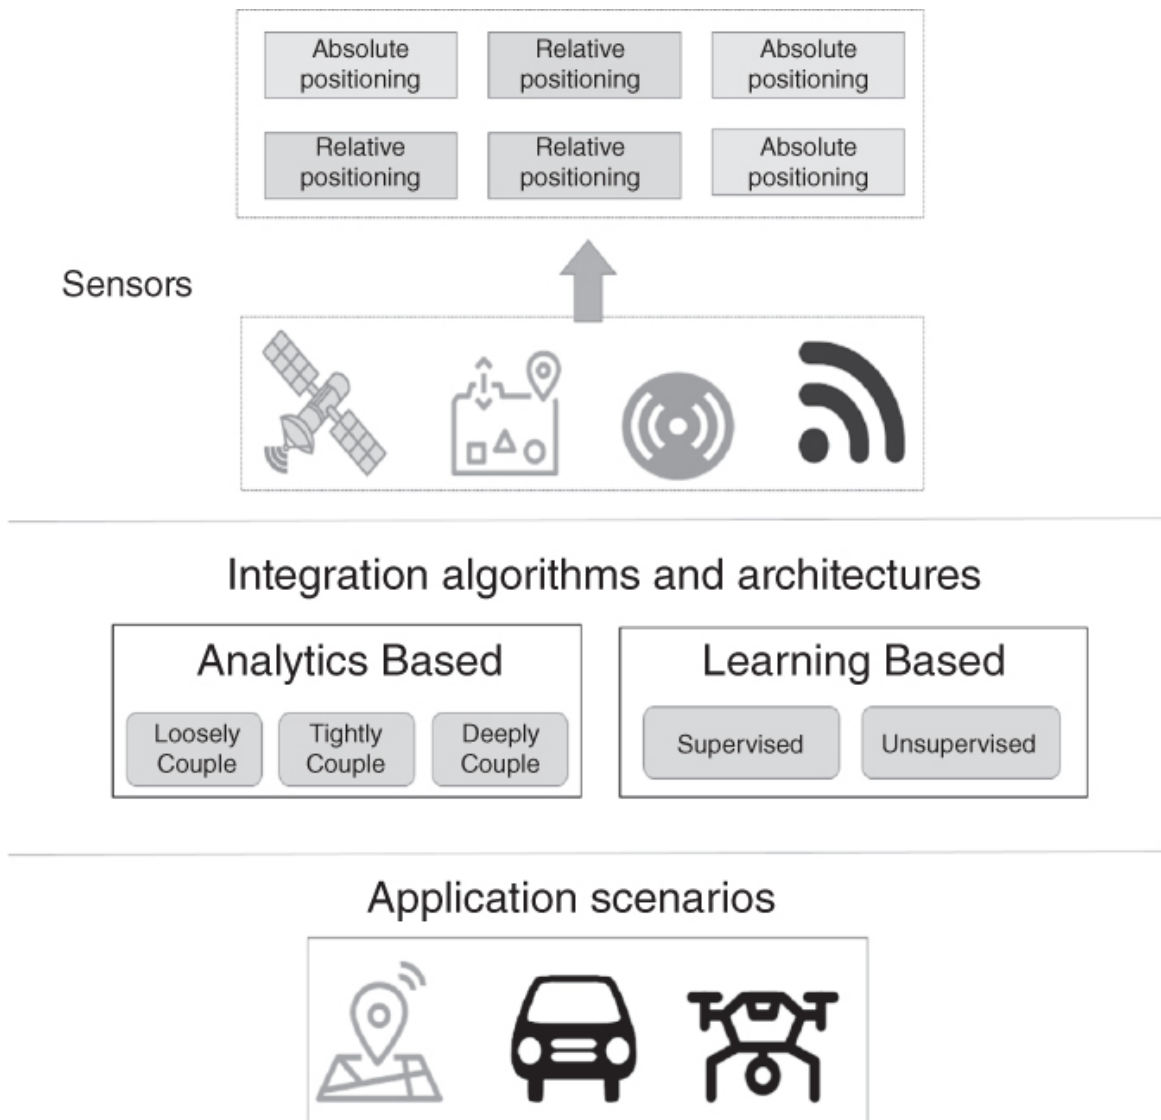 Absolute
positioning
Relative
positioning
Absolute
positioning
Relative
positioning
Relative
positioning
Absolute
positioning
Sensors
Integration algorithms and architectures
Analytics Based
Loosely
Couple
Tightly
Couple
Deeply
Couple
Learning Based
Supervised
Unsupervised
Application scenarios